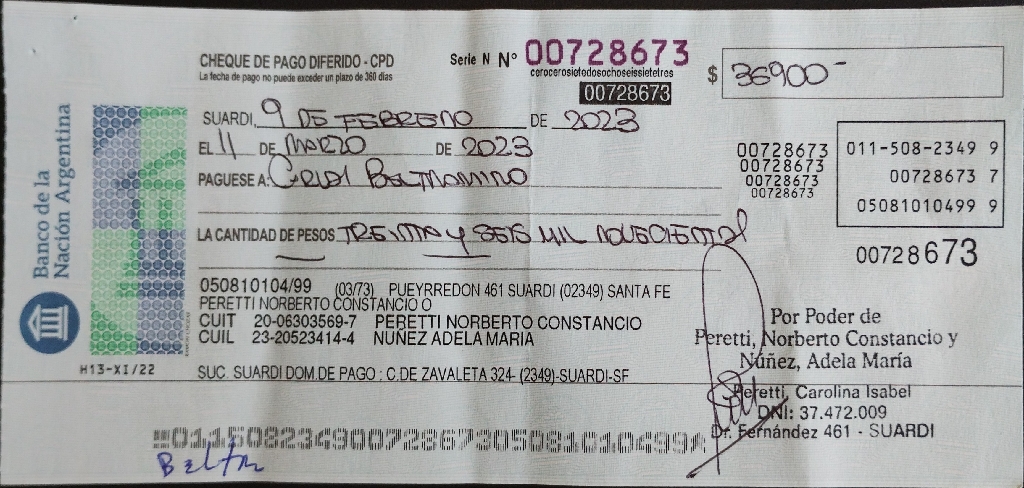 CHEQUE DE PAGO DIFERIDO - CPD
La fecha de pago no puede exceder un plazo de 360 días
Serie N Nº 00728673
cerocerosietedosochoseissietetres
00728673
$ 36900-
SUARDI, 9 DE FEBRERO DE 2023
EL 11 DE MARZO DE 2023
PAGUESE A:
LA CANTIDAD DE PESOS TREINTA Y SEIS MIL NOVECIENTOS
00728673
00728673
00728673
00728673
011-508-2349 9
00728673 7
05081010499 9
00728673
Banco de la
Nación Argentina
H13-XI/22
050810104/99 (03/73) PUEYRREDON 461 SUARDI (02349) SANTA FE
PERETTI NORBERTO CONSTANCIO O
CUIT 20-06303569-7 PERETTI NORBERTO CONSTANCIO
CUIL 23-20523414-4 NUÑEZ ADELA MARIA
SUC. SUARDI DOM.DE PAGO : C.DE ZAVALETA 324- (2349)-SUARDI-SF
Por Poder de
Peretti, Norberto Constancio y
Núñez, Adela María
Peretti, Carolina Isabel
DNI: 37.472.009
Dr. Fernández 461 - SUARDI
01150823490072867305081010499